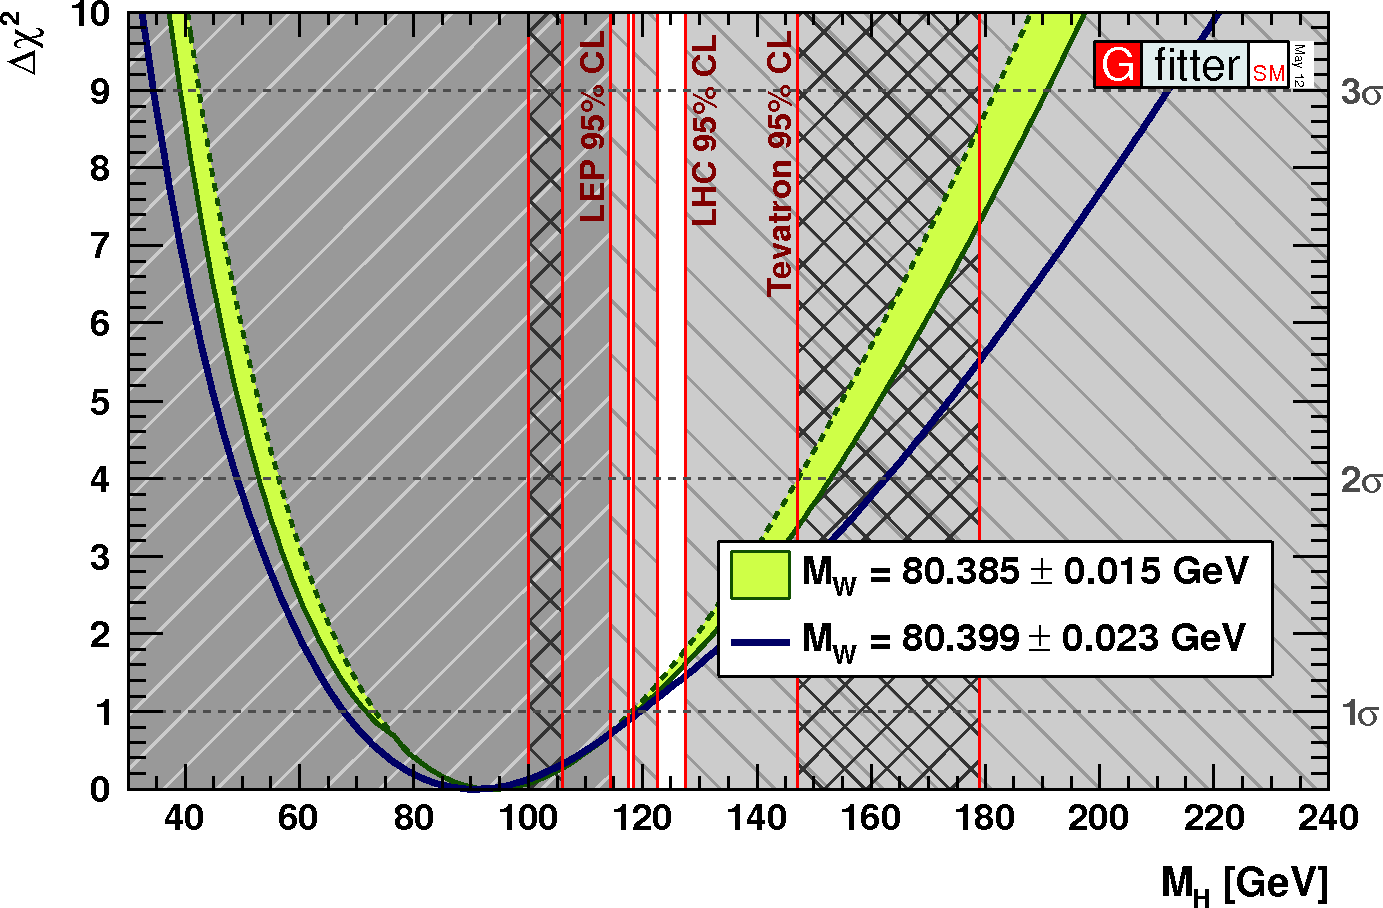 Δχ²
10
9
8
7
6
5
4
3
2
1
0
3σ
2σ
1σ
LEP 95% CL
LHC 95% CL
Tevatron 95% CL
G fitter SM
May 12
M_W = 80.385 ± 0.015 GeV
M_W = 80.399 ± 0.023 GeV
40 60 80 100 120 140 160 180 200 220 240
M_H [GeV]